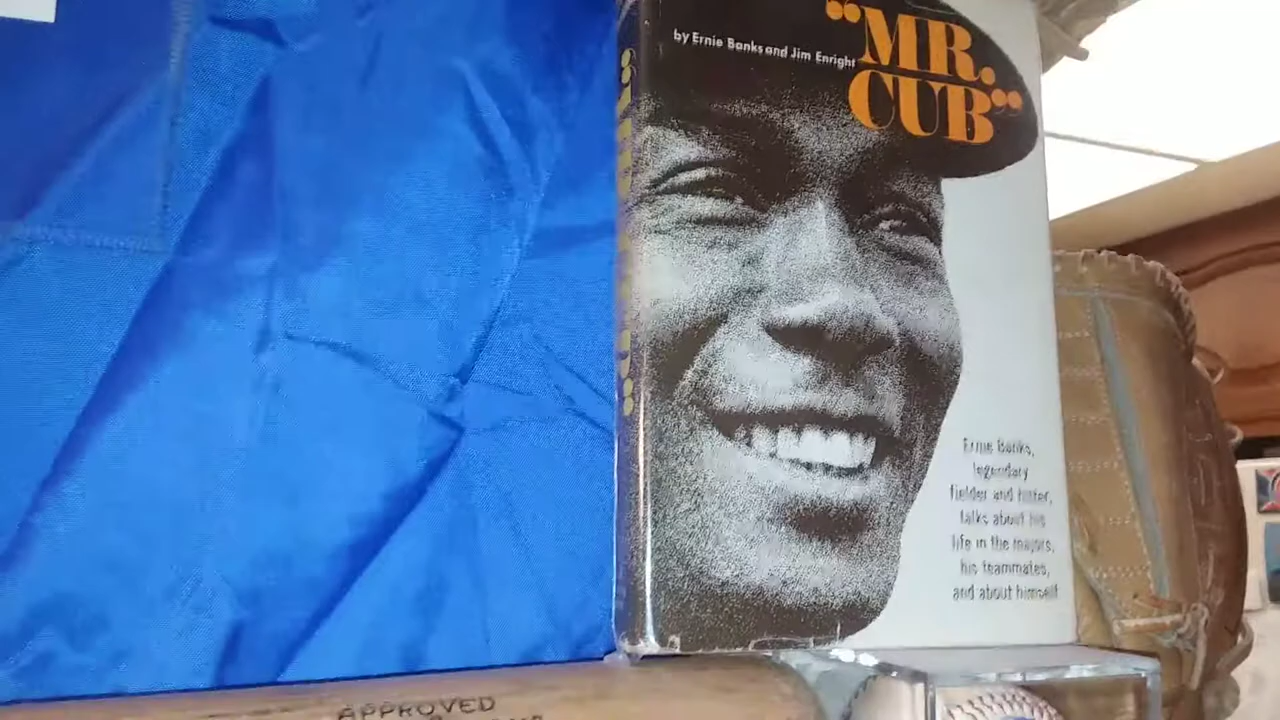 by Ernie Banks and Jim Enright
"MR.
CUB"
Ernie Banks,
legendary
fielder and hitter,
talks about his
life in the majors,
his teammates,
and about himself
APPROVED